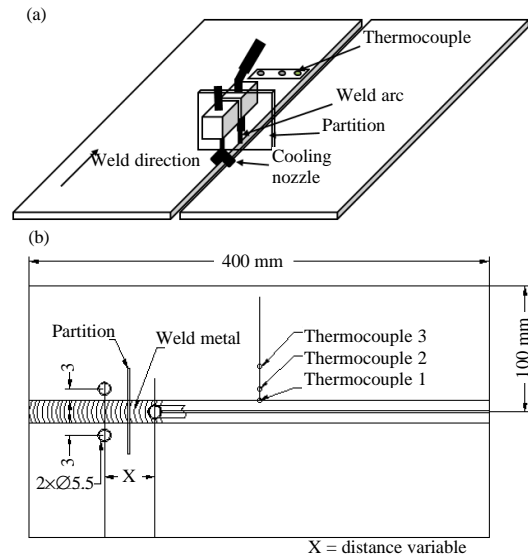 (a)
Thermocouple
Weld arc
Partition
Cooling
nozzle
Weld direction
(b)
400 mm
Partition
Weld metal
Thermocouple 3
Thermocouple 2
Thermocouple 1
100 mm
3
3
2×Ø5.5
X
X = distance variable